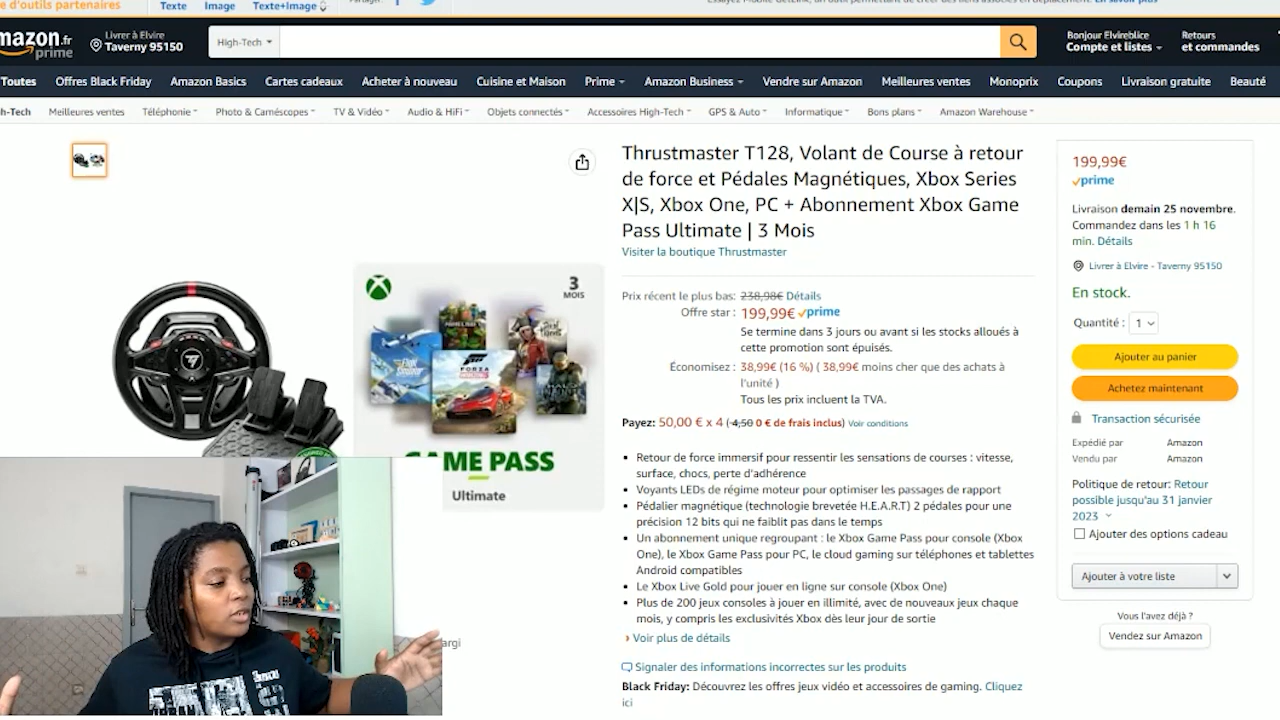 e d'outils partenaires
Texte Image Texte+Image
amazon.fr
prime
Livrer à Elvire
Taverny 95150
High-Tech
Bonjour Elvireblice
Compte et listes
Retours
et commandes
Toutes Offres Black Friday Amazon Basics Cartes cadeaux Acheter à nouveau Cuisine et Maison Prime Amazon Business Vendre sur Amazon Meilleures ventes Monoprix Coupons Livraison gratuite Beauté
h-Tech Meilleures ventes Téléphonie Photo & Caméscopes TV & Vidéo Audio & HiFi Objets connectés Accessoires High-Tech GPS & Auto Informatique Bons plans Amazon Warehouse
3
MOIS
FORZA
HALO
GAME PASS
Ultimate
argi
Thrustmaster T128, Volant de Course à retour
de force et Pédales Magnétiques, Xbox Series
X|S, Xbox One, PC + Abonnement Xbox Game
Pass Ultimate | 3 Mois
Visiter la boutique Thrustmaster
Prix récent le plus bas: 238,98€ Détails
Offre star : 199,99€ prime
Se termine dans 3 jours ou avant si les stocks alloués à
cette promotion sont épuisés.
Économisez : 38,99€ (16 %) ( 38,99€ moins cher que des achats à
l'unité )
Tous les prix incluent la TVA.
Payez: 50,00 € x 4 (-4,50 0 € de frais inclus) Voir conditions
Retour de force immersif pour ressentir les sensations de courses : vitesse,
surface, chocs, perte d'adhérence
Voyants LEDs de régime moteur pour optimiser les passages de rapport
Pédalier magnétique (technologie brevetée H.E.A.R.T) 2 pédales pour une
précision 12 bits qui ne faiblit pas dans le temps
Un abonnement unique regroupant : le Xbox Game Pass pour console (Xbox
One), le Xbox Game Pass pour PC, le cloud gaming sur téléphones et tablettes
Android compatibles
Le Xbox Live Gold pour jouer en ligne sur console (Xbox One)
Plus de 200 jeux consoles à jouer en illimité, avec de nouveaux jeux chaque
mois, y compris les exclusivités Xbox dès leur jour de sortie
› Voir plus de détails
Signaler des informations incorrectes sur les produits
Black Friday: Découvrez les offres jeux vidéo et accessoires de gaming. Cliquez
ici
199,99€
prime
Livraison demain 25 novembre.
Commandez dans les 1 h 16
min. Détails
Livrer à Elvire - Taverny 95150
En stock.
Quantité : 1
Ajouter au panier
Achetez maintenant
Transaction sécurisée
Expédié par Amazon
Vendu par Amazon
Politique de retour: Retour
possible jusqu'au 31 janvier
2023
Ajouter des options cadeau
Ajouter à votre liste
Vous l'avez déjà ?
Vendez sur Amazon